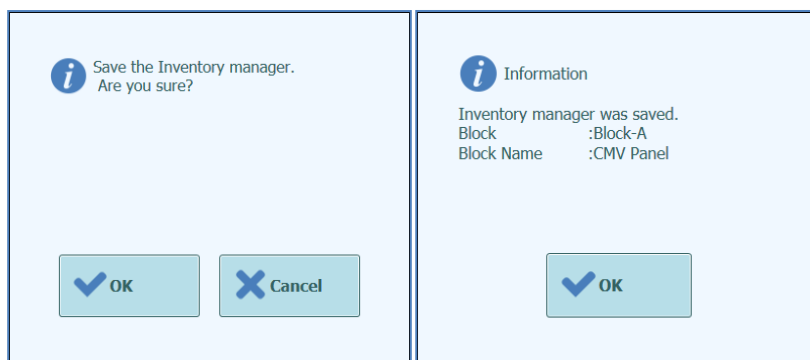 Save the Inventory manager.
Are you sure?
OK
Cancel
Information
Inventory manager was saved.
Block :Block-A
Block Name :CMV Panel
OK